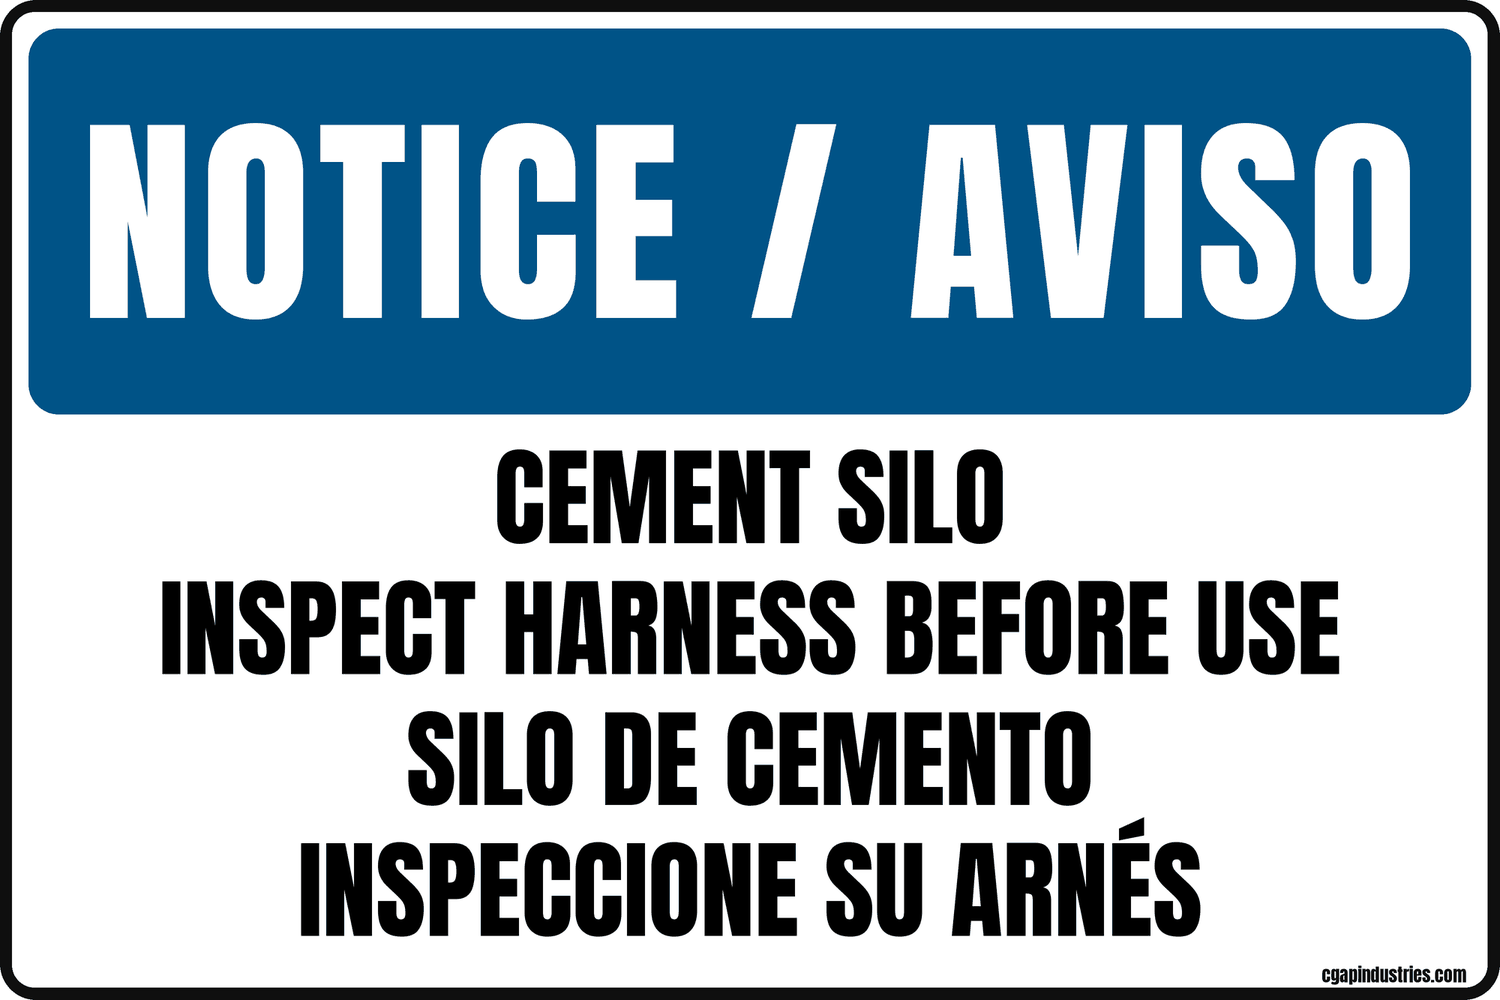 NOTICE / AVISO
CEMENT SILO
INSPECT HARNESS BEFORE USE
SILO DE CEMENTO
INSPECCIONE SU ARNÉS
cgapindustries.com